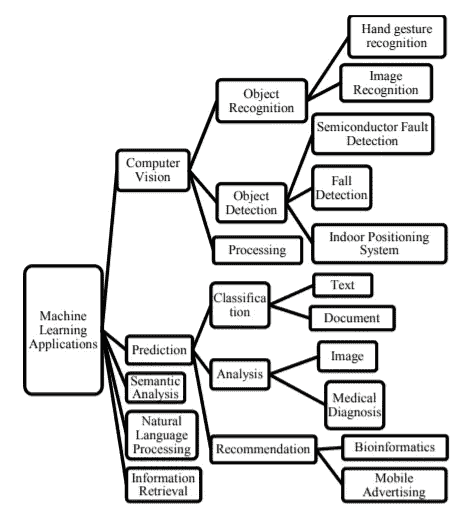 Hand gesture
recognition
Image
Recognition
Object
Recognition
Semiconductor Fault
Detection
Computer
Vision
Fall
Detection
Object
Detection
Indoor Positioning
System
Processing
Machine
Learning
Applications
Classifica
tion
Text
Document
Prediction
Analysis
Image
Medical
Diagnosis
Semantic
Analysis
Natural
Language
Processing
Recommendation
Bioinformatics
Mobile
Advertising
Information
Retrieval